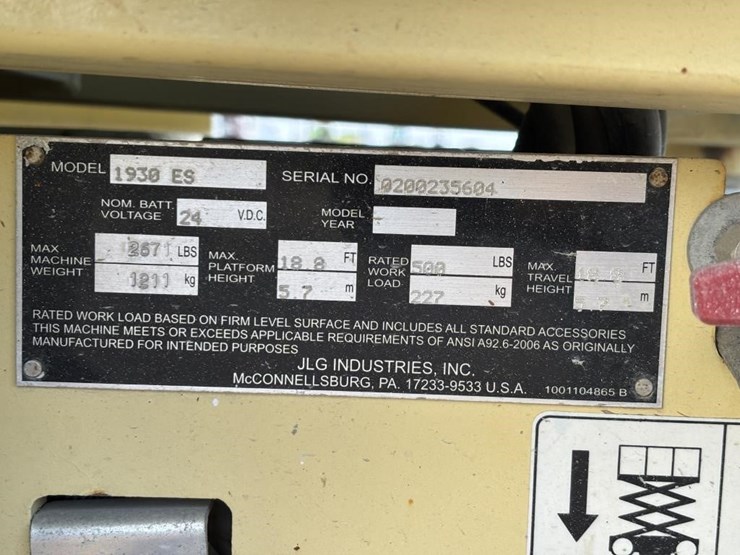 MODEL 1930 ES
SERIAL NO. 0200235604
NOM. BATT.
VOLTAGE 24 V.D.C.
MODEL
YEAR
MAX
MACHINE
WEIGHT
2671 LBS
1211 kg
MAX.
PLATFORM
HEIGHT
18.8 FT
5.7 m
RATED
WORK
LOAD
500 LBS
227 kg
MAX.
TRAVEL
HEIGHT
FT
m
RATED WORK LOAD BASED ON FIRM LEVEL SURFACE AND INCLUDES ALL STANDARD ACCESSORIES
THIS MACHINE MEETS OR EXCEEDS APPLICABLE REQUIREMENTS OF ANSI A92.6-2006 AS ORIGINALLY
MANUFACTURED FOR INTENDED PURPOSES
JLG INDUSTRIES, INC.
McCONNELLSBURG, PA. 17233-9533 U.S.A.
1001104865 B